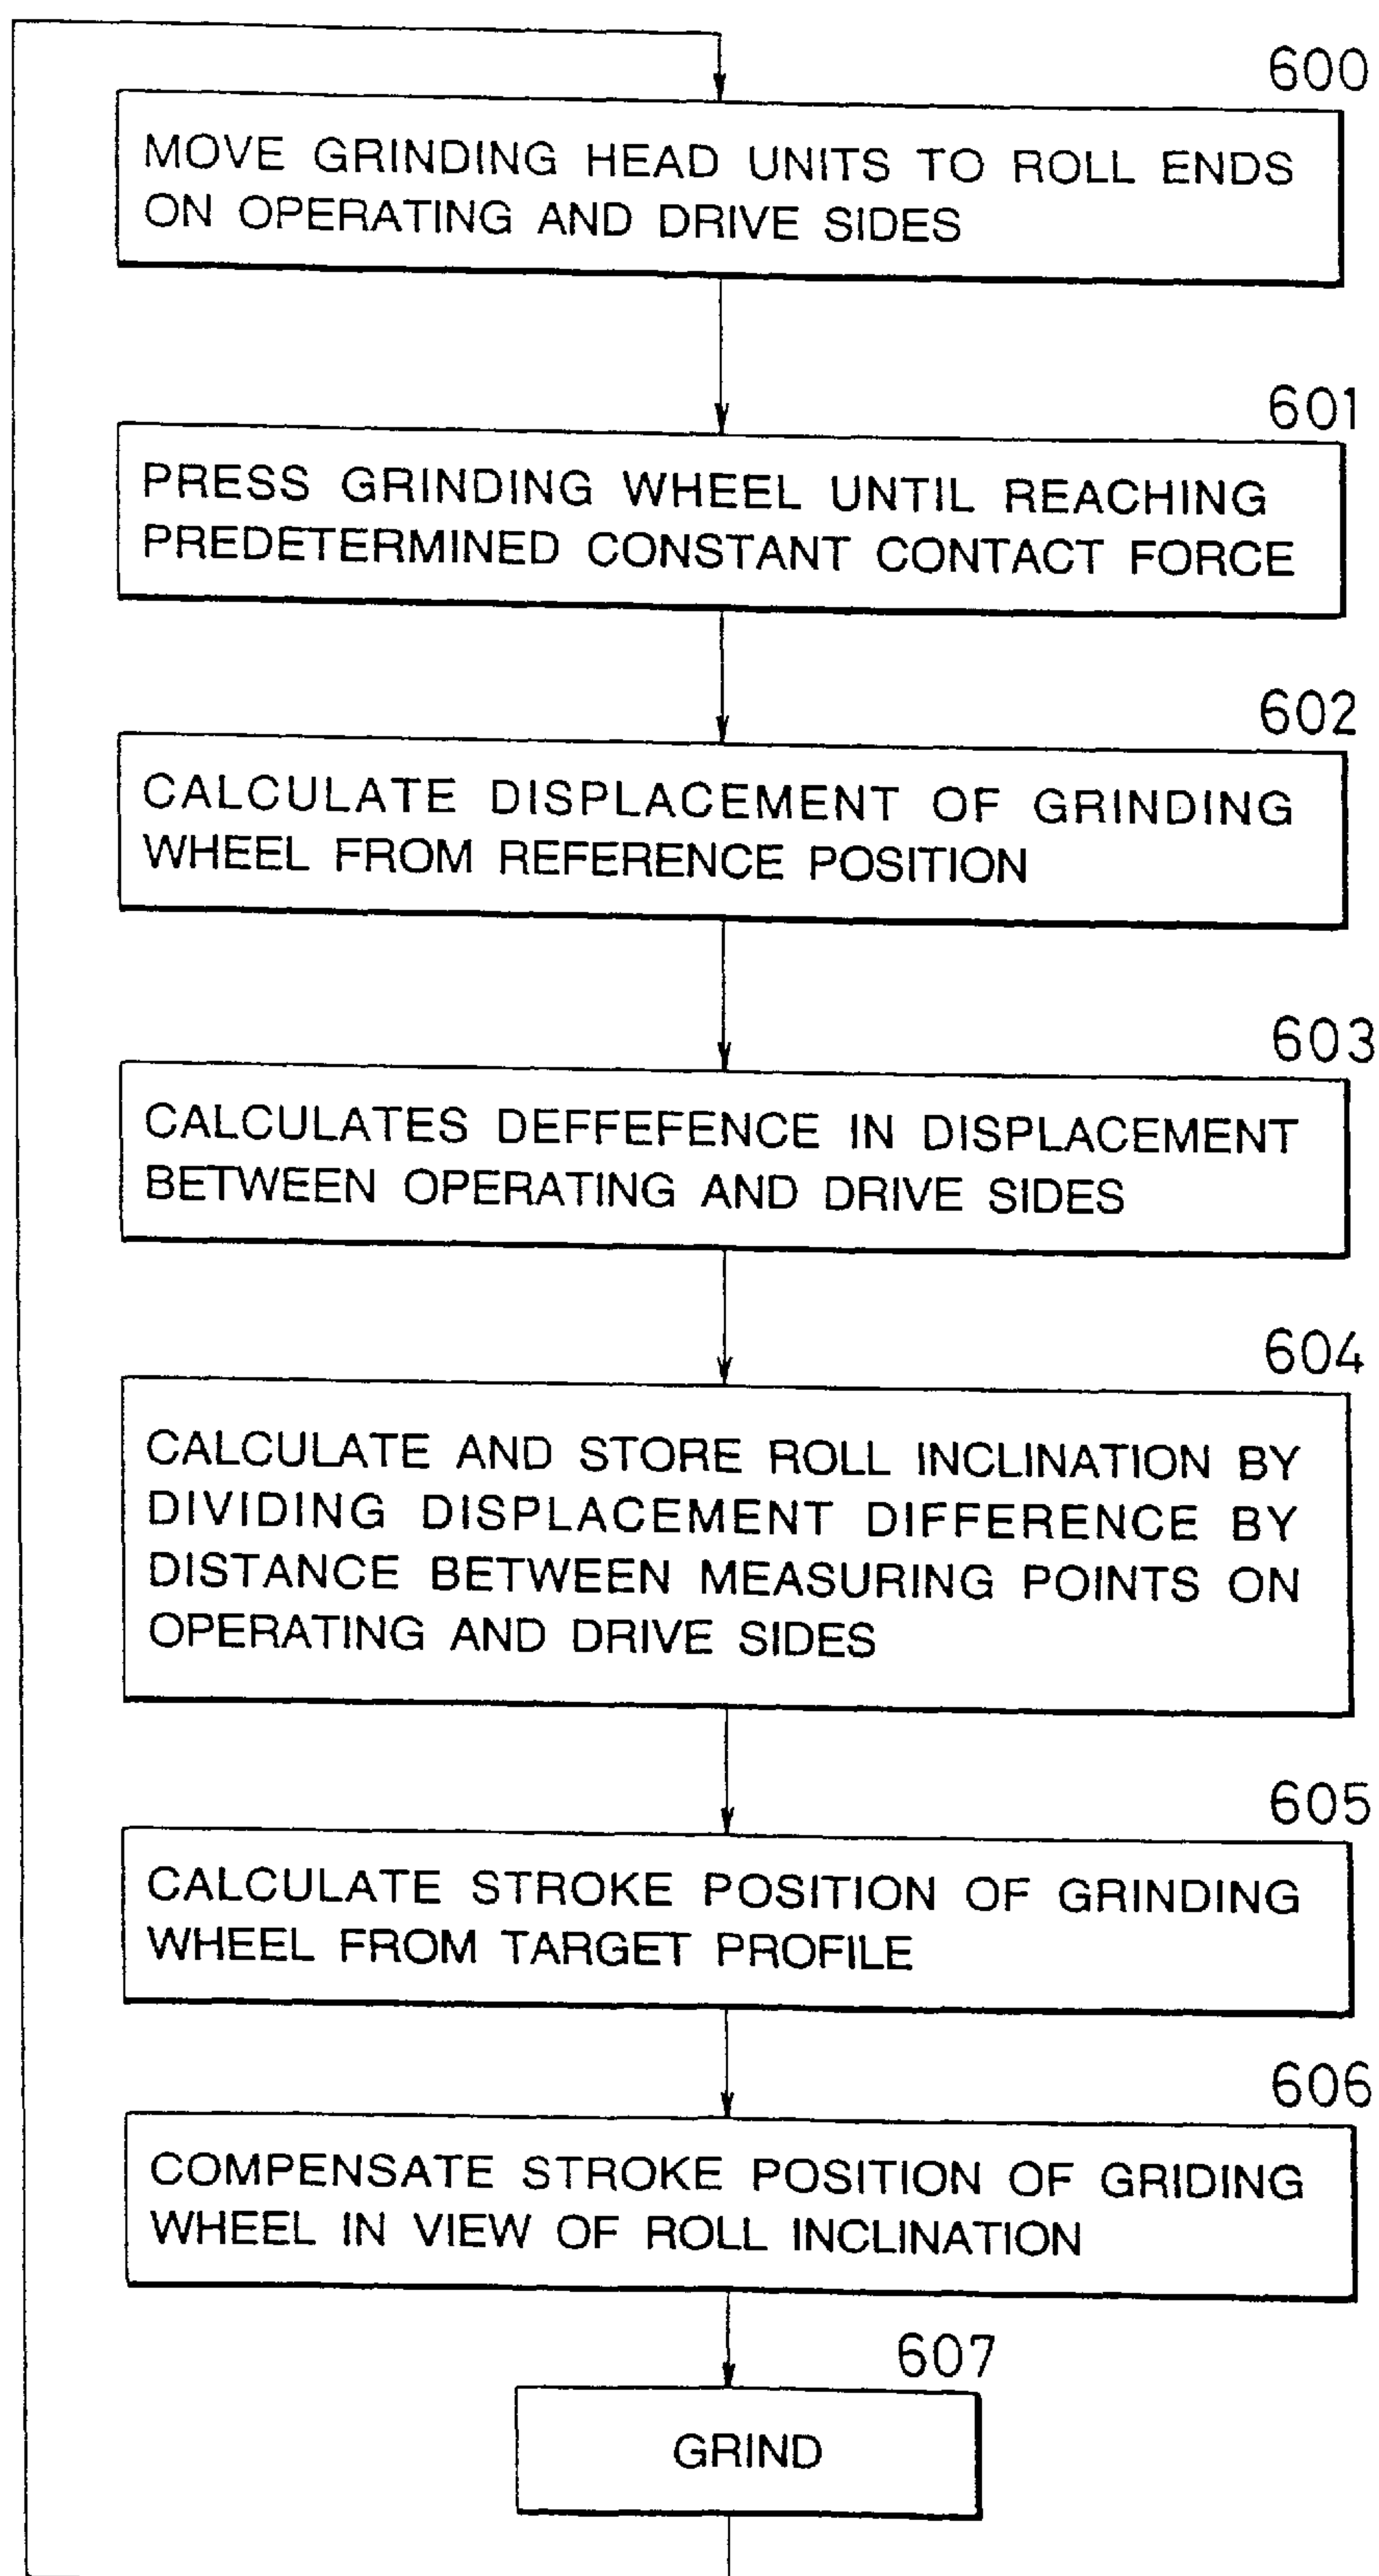 600
MOVE GRINDING HEAD UNITS TO ROLL ENDS
ON OPERATING AND DRIVE SIDES
601
PRESS GRINDING WHEEL UNTIL REACHING
PREDETERMINED CONSTANT CONTACT FORCE
602
CALCULATE DISPLACEMENT OF GRINDING
WHEEL FROM REFERENCE POSITION
603
CALCULATES DEFFEFENCE IN DISPLACEMENT
BETWEEN OPERATING AND DRIVE SIDES
604
CALCULATE AND STORE ROLL INCLINATION BY
DIVIDING DISPLACEMENT DIFFERENCE BY
DISTANCE BETWEEN MEASURING POINTS ON
OPERATING AND DRIVE SIDES
605
CALCULATE STROKE POSITION OF GRINDING
WHEEL FROM TARGET PROFILE
606
COMPENSATE STROKE POSITION OF GRIDING
WHEEL IN VIEW OF ROLL INCLINATION
607
GRIND